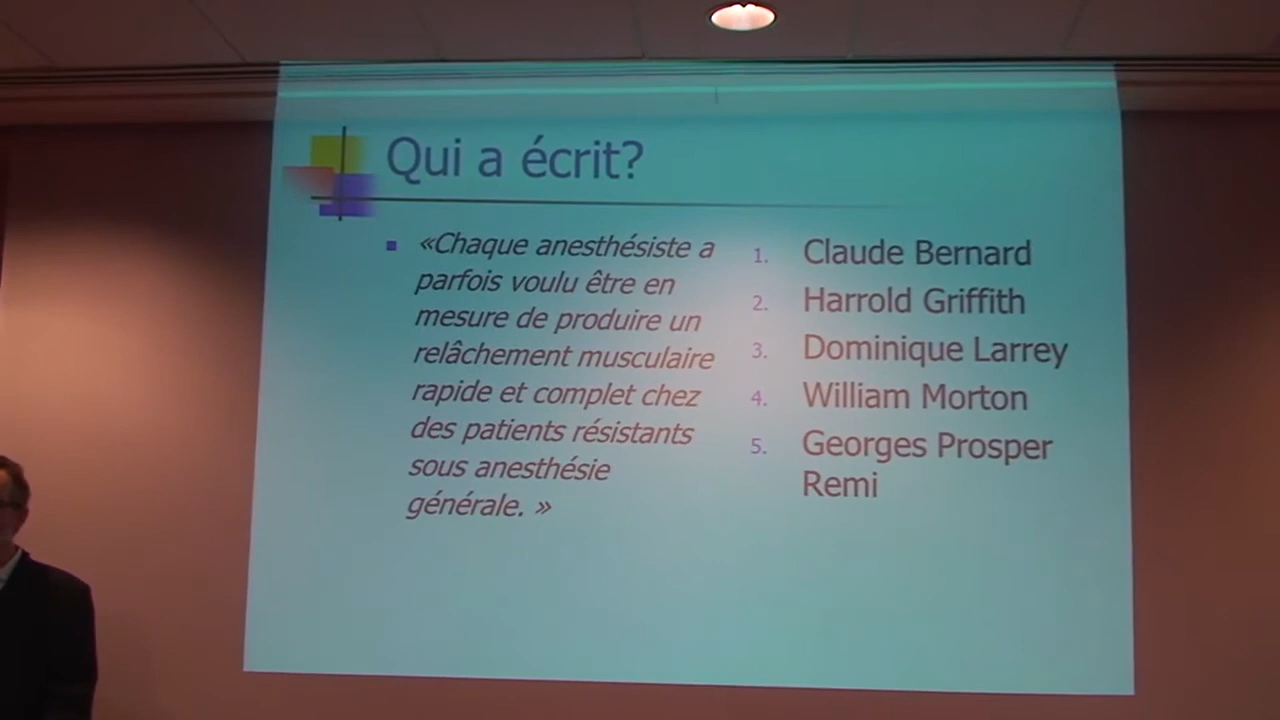 Qui a écrit?
«Chaque anesthésiste a
parfois voulu être en
mesure de produire un
relâchement musculaire
rapide et complet chez
des patients résistants
sous anesthésie
générale. »
1. Claude Bernard
2. Harrold Griffith
3. Dominique Larrey
4. William Morton
5. Georges Prosper
Remi